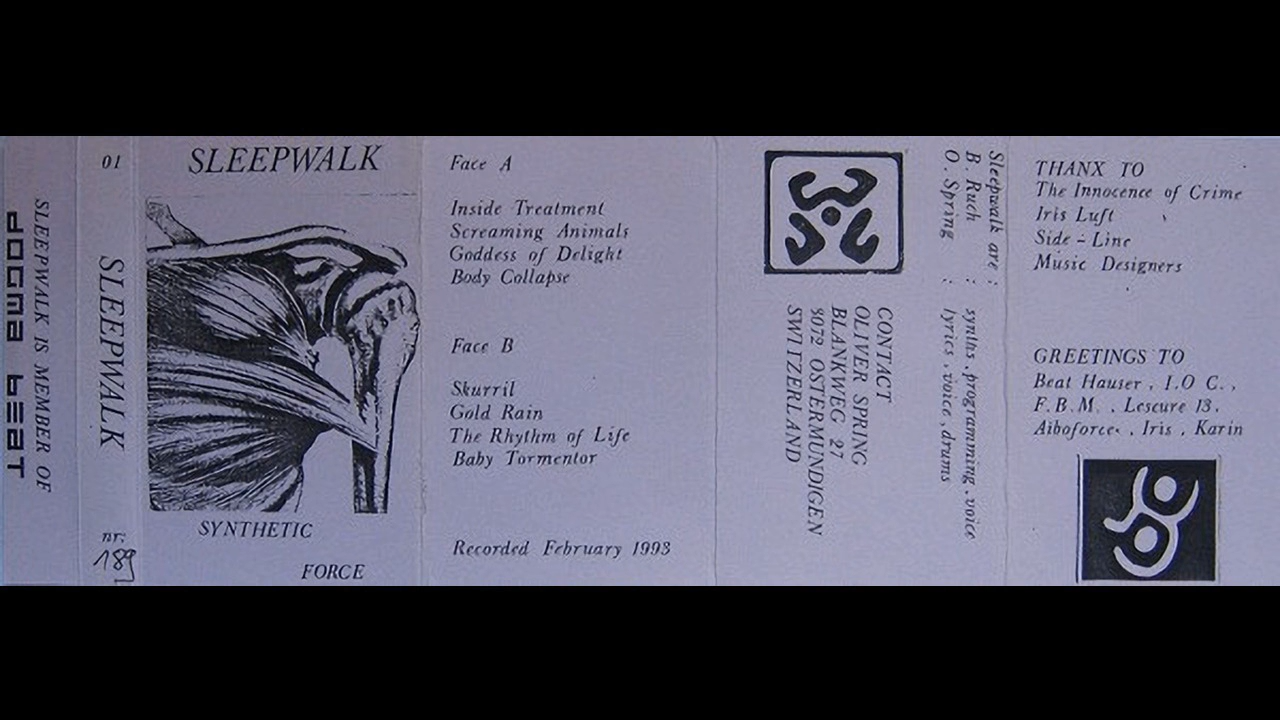 dogma beat
SLEEPWALK IS MEMBER OF
01
SLEEPWALK
nr:
189
SLEEPWALK
SYNTHETIC
FORCE
Face A
Inside Treatment
Screaming Animals
Goddess of Delight
Body Collapse
Face B
Skurril
Gold Rain
The Rhythm of Life
Baby Tormentor
Recorded February 1993
CONTACT
OLIVER SPRING
BLANKWEG 27
3072 OSTERMUNDIGEN
SWITZERLAND
Sleepwalk are :
B. Ruch : synths , programming , voice
O. Spring : lyrics , voice , drums
THANX TO
The Innocence of Crime
Iris Luft
Side - Line
Music Designers
GREETINGS TO
Beat Hauser , I.O C. ,
F.B.M. , Lescure 13 ,
Aiboforce , Iris , Karin